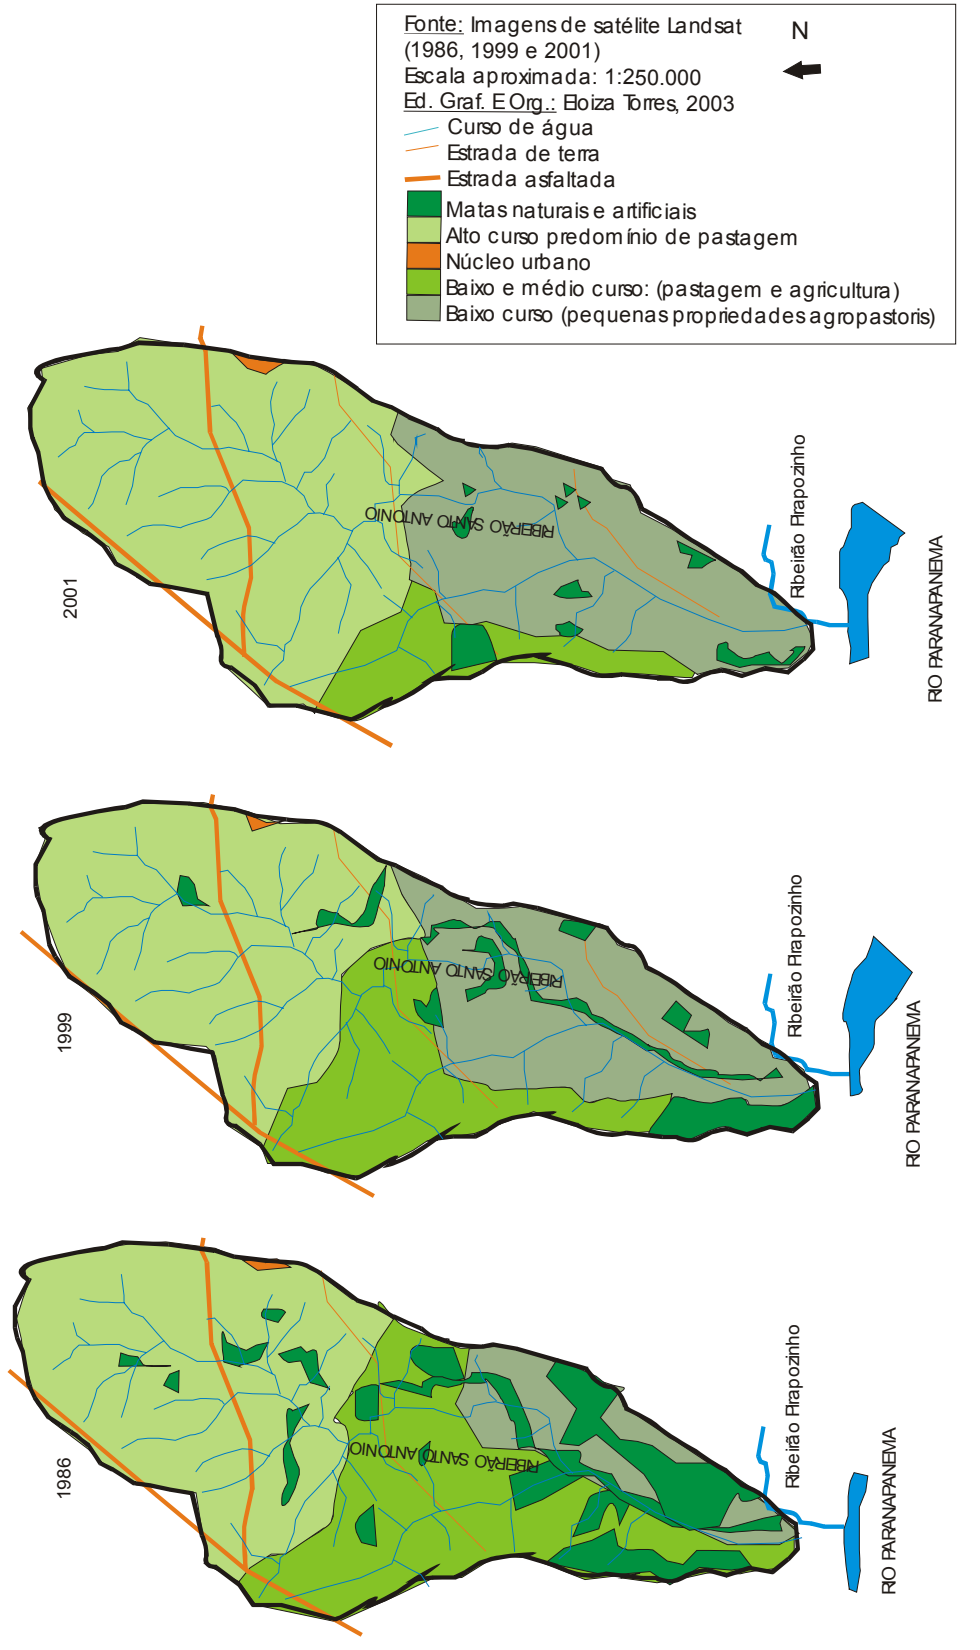 Fonte: Imagens de satélite Landsat
(1986, 1999 e 2001)
Escala aproximada: 1:250.000
Ed. Graf. E Org.: Eloiza Torres, 2003
N
Curso de água
Estrada de terra
Estrada asfaltada
Matas naturais e artificiais
Alto curso predomínio de pastagem
Núcleo urbano
Baixo e médio curso: (pastagem e agricultura)
Baixo curso (pequenas propriedades agropastoris)
2001
RIBEIRÃO SANTO ANTONIO
Ribeirão Pirapozinho
RIO PARANAPANEMA
1999
RIBEIRÃO SANTO ANTONIO
Ribeirão Pirapozinho
RIO PARANAPANEMA
1986
RIBEIRÃO SANTO ANTONIO
Ribeirão Pirapozinho
RIO PARANAPANEMA